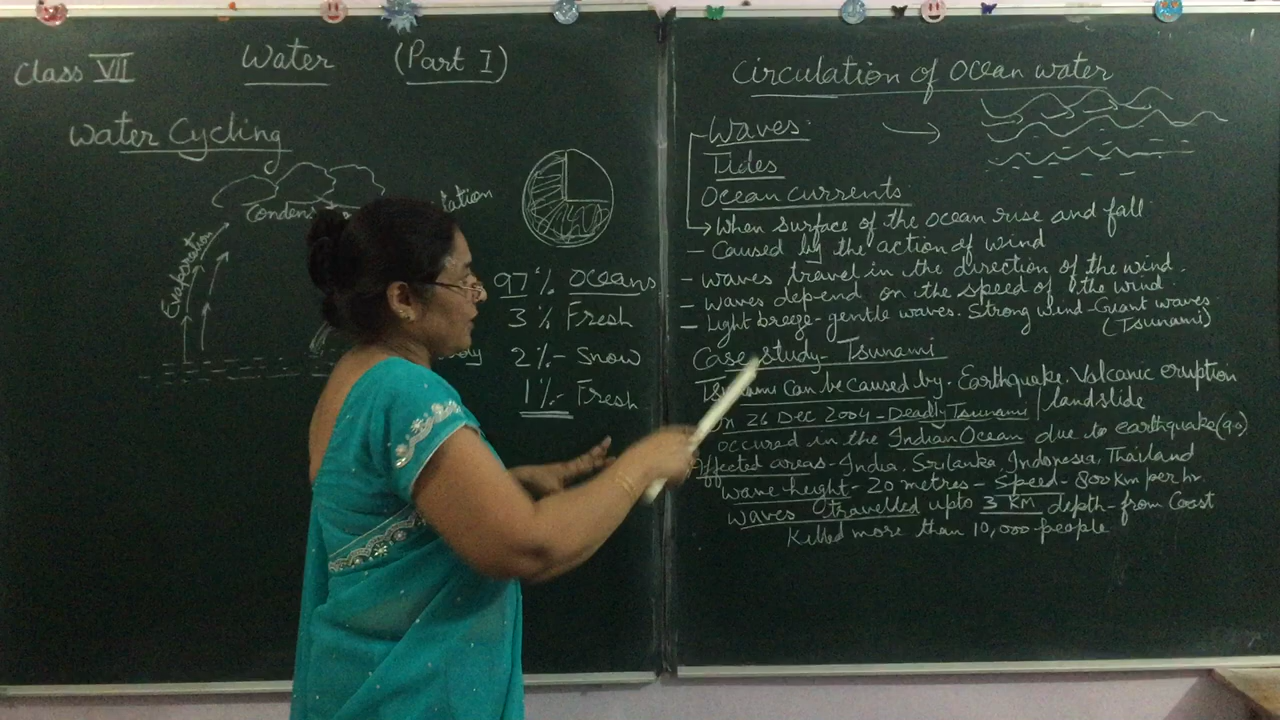 Class VII
Water (Part I)
Water Cycling
Condens
tation
Evaporation
97% Oceans
3% Fresh
2%- Snow
1%- Fresh
Circulation of Ocean water
Waves
Tides
Ocean currents
When surface of the ocean rise and fall
- Caused by the action of wind
- waves travel in the direction of the wind.
- waves depend on the speed of the wind.
- Light breeze- gentle waves. Strong wind- Giant waves
(Tsunami)
Case study- Tsunami
Tsunami can be caused by. Earthquake. Volcanic eruption
landslide
On 26 Dec 2004- Deadly Tsunami
occured in the Indian Ocean due to earthquake(9.0)
Affected areas- India, Srilanka, Indonesia, Thailand
wave height- 20 metres- Speed- 800 km per hr.
waves travelled upto 3 KM depth- from Coast
Killed more than 10,000 people